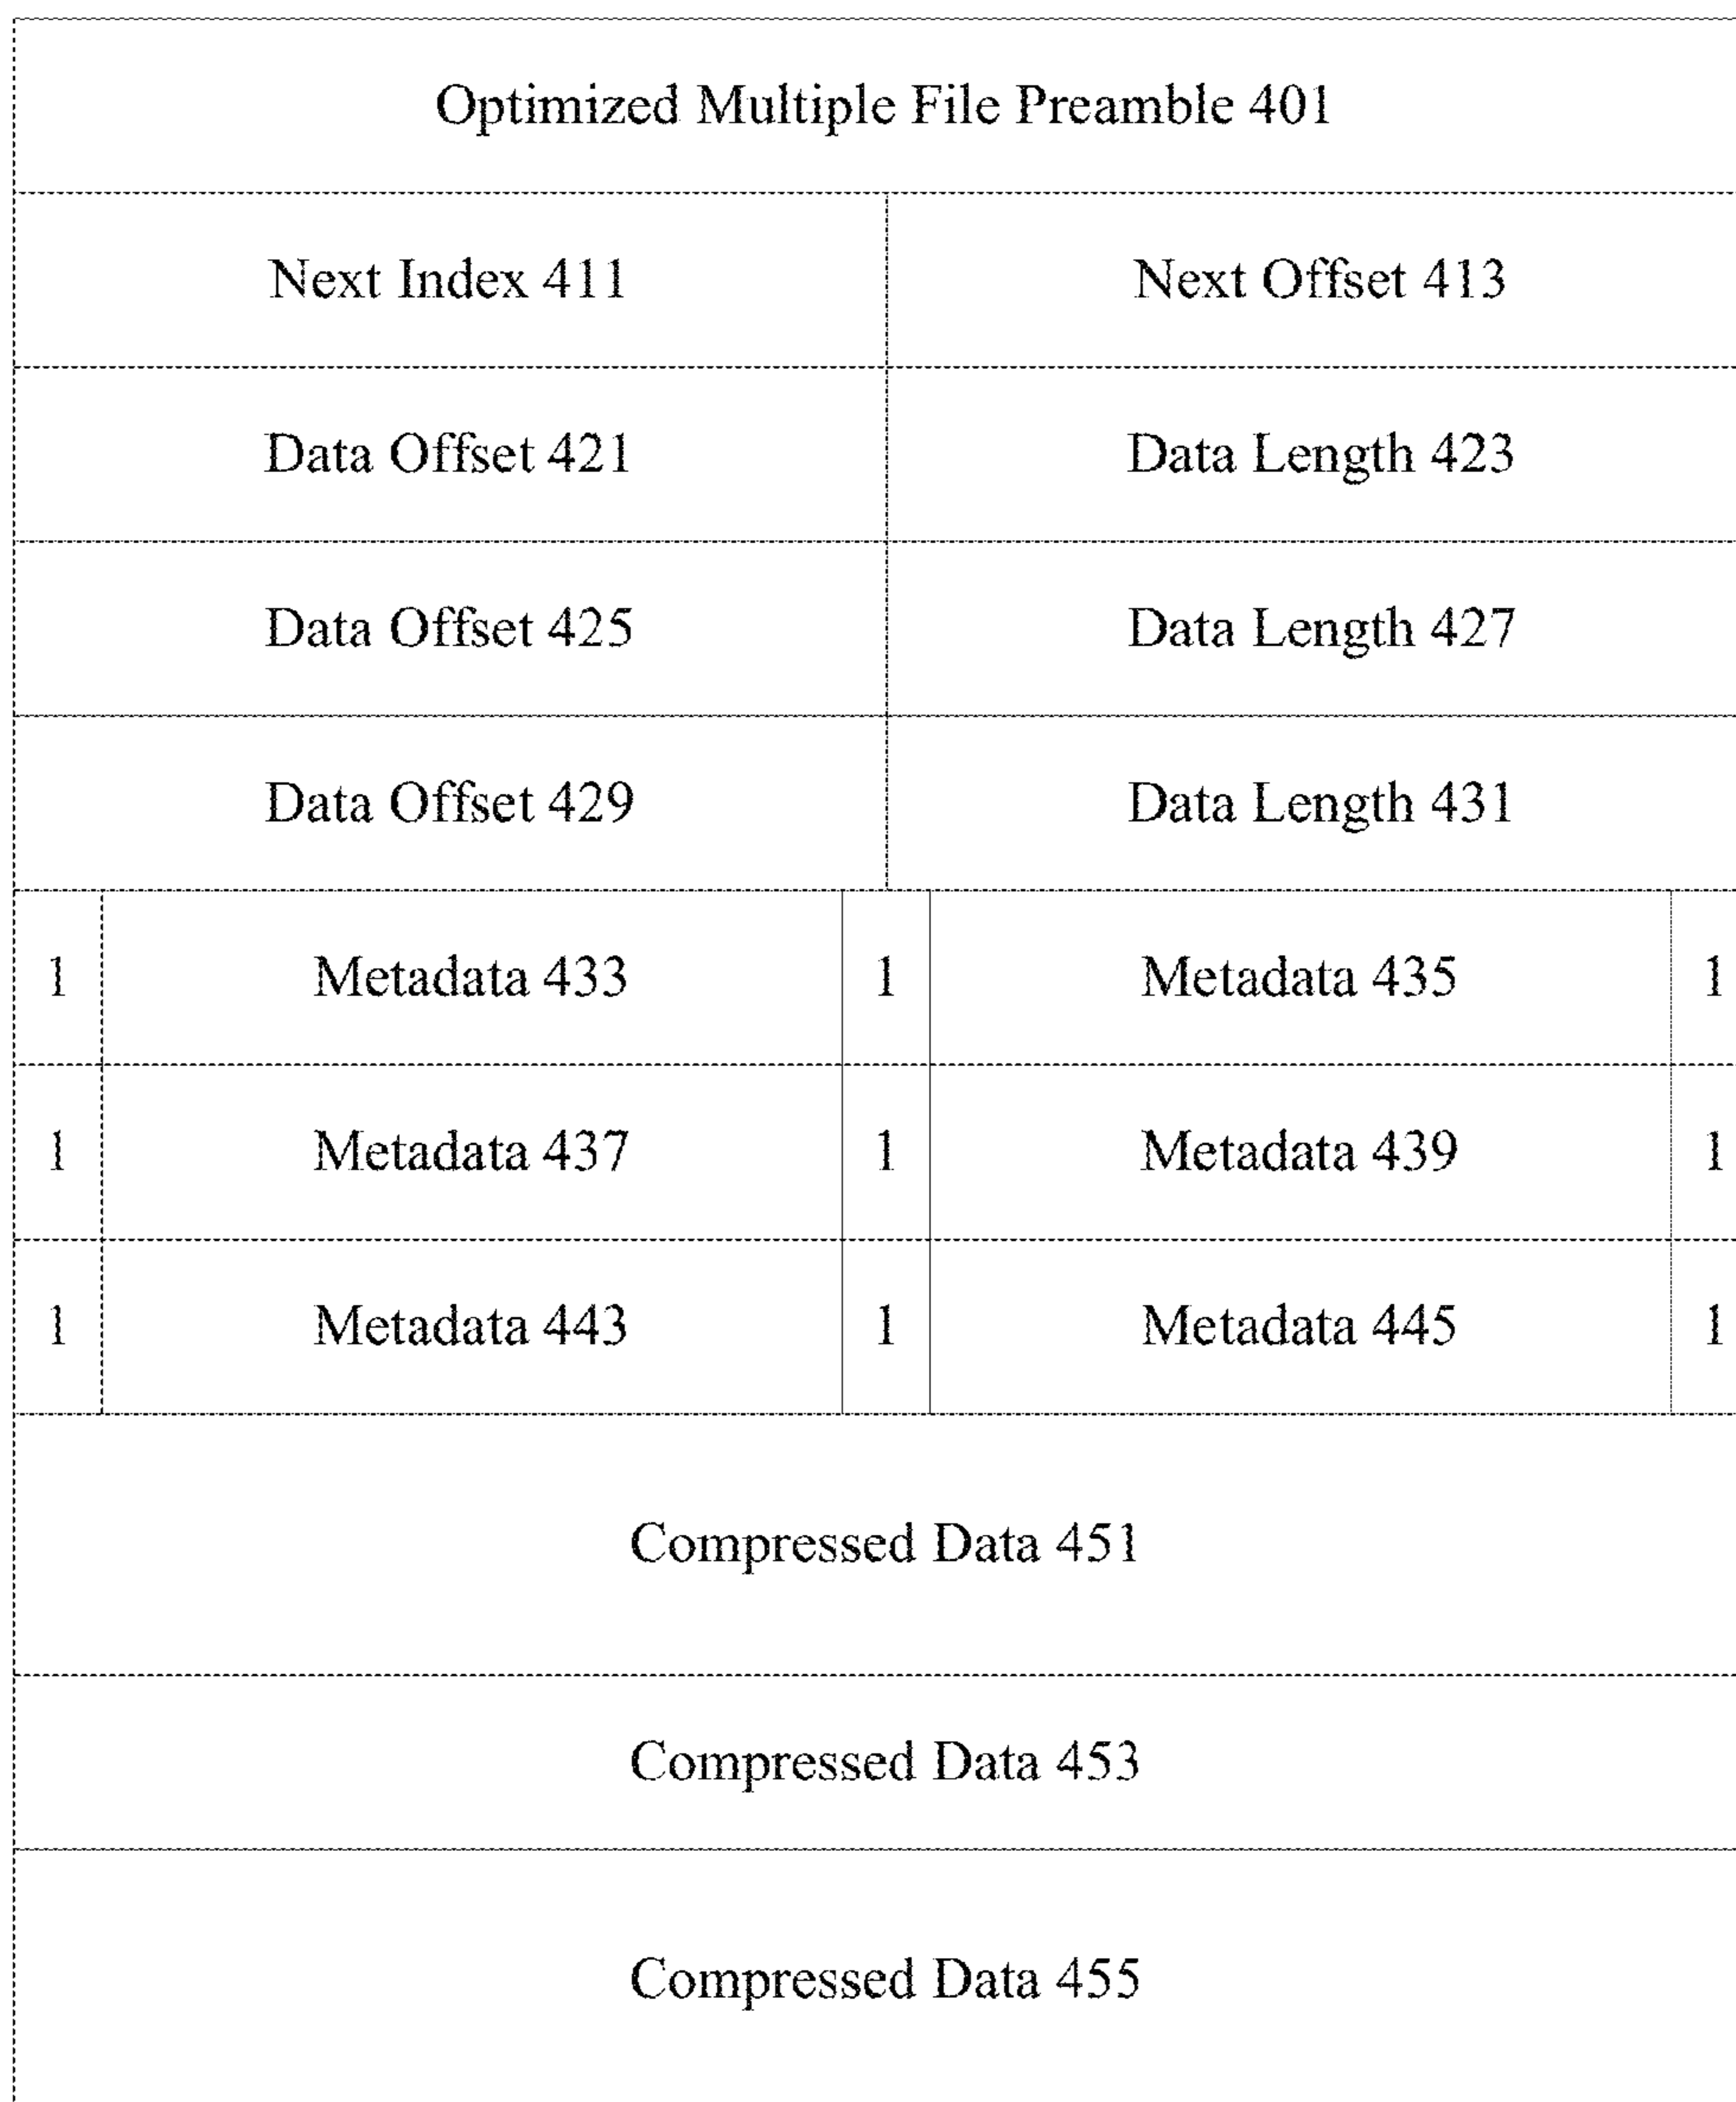 Optimized Multiple File Preamble 401
Next Index 411 Next Offset 413
Data Offset 421 Data Length 423
Data Offset 425 Data Length 427
Data Offset 429 Data Length 431
1 Metadata 433 1 Metadata 435 1
1 Metadata 437 1 Metadata 439 1
1 Metadata 443 1 Metadata 445 1
Compressed Data 451
Compressed Data 453
Compressed Data 455